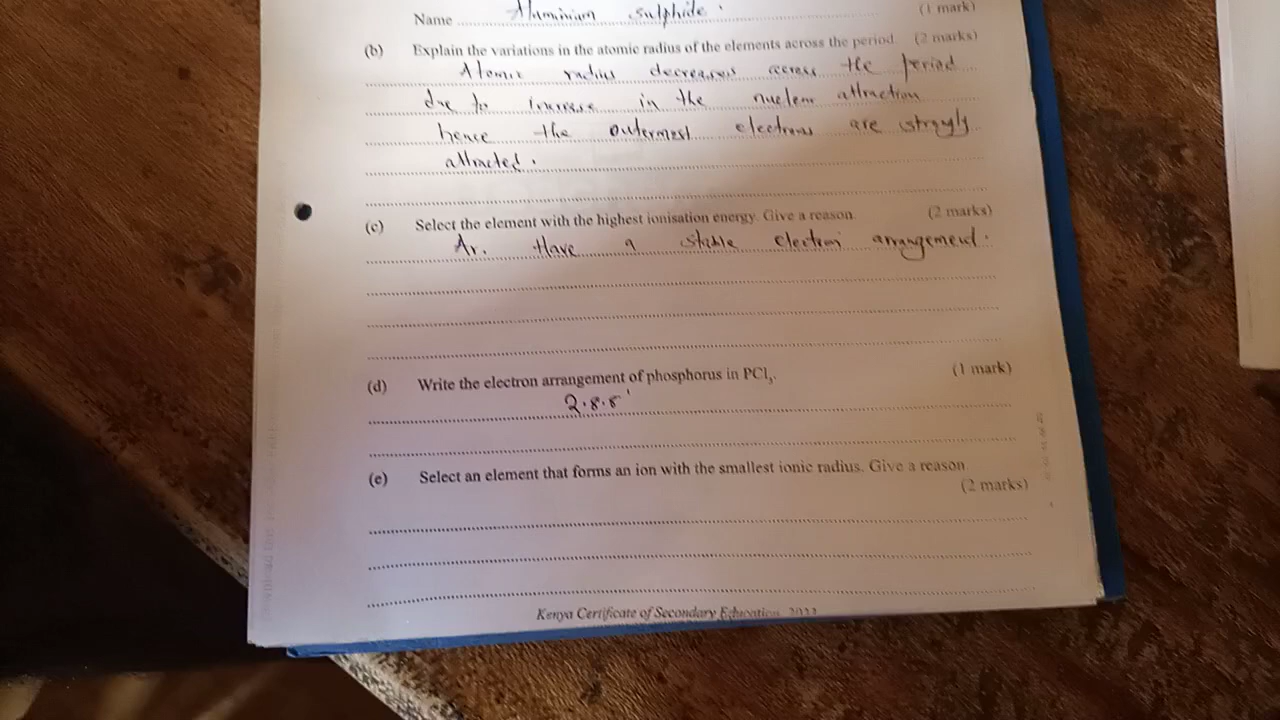 Name Aluminium sulphide. (1 mark)
(b) Explain the variations in the atomic radius of the elements across the period. (2 marks)
Atomic radius decreases across the period
due to increase in the nuclear attraction
hence the outermost electrons are strongly
attracted.
(c) Select the element with the highest ionisation energy. Give a reason. (2 marks)
Ar. Have a stable electron arrangement.
(d) Write the electron arrangement of phosphorus in PCl₃. (1 mark)
2.8.8
(e) Select an element that forms an ion with the smallest ionic radius. Give a reason
(2 marks)
Kenya Certificate of Secondary Education, 2022